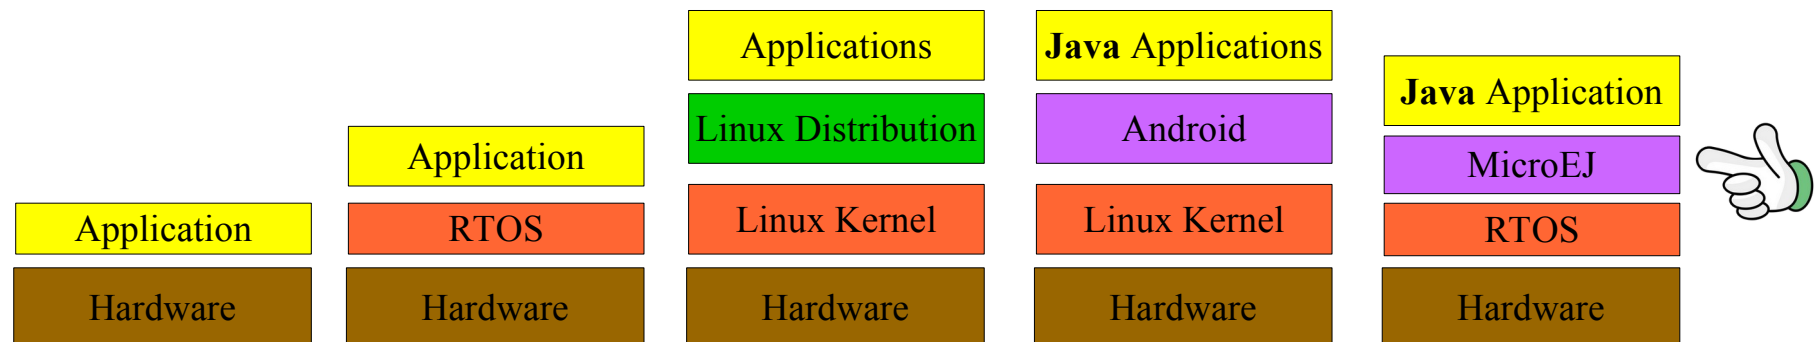 Application
Hardware
Application
RTOS
Hardware
Applications
Linux Distribution
Linux Kernel
Hardware
Java Applications
Android
Linux Kernel
Hardware
Java Application
MicroEJ
RTOS
Hardware